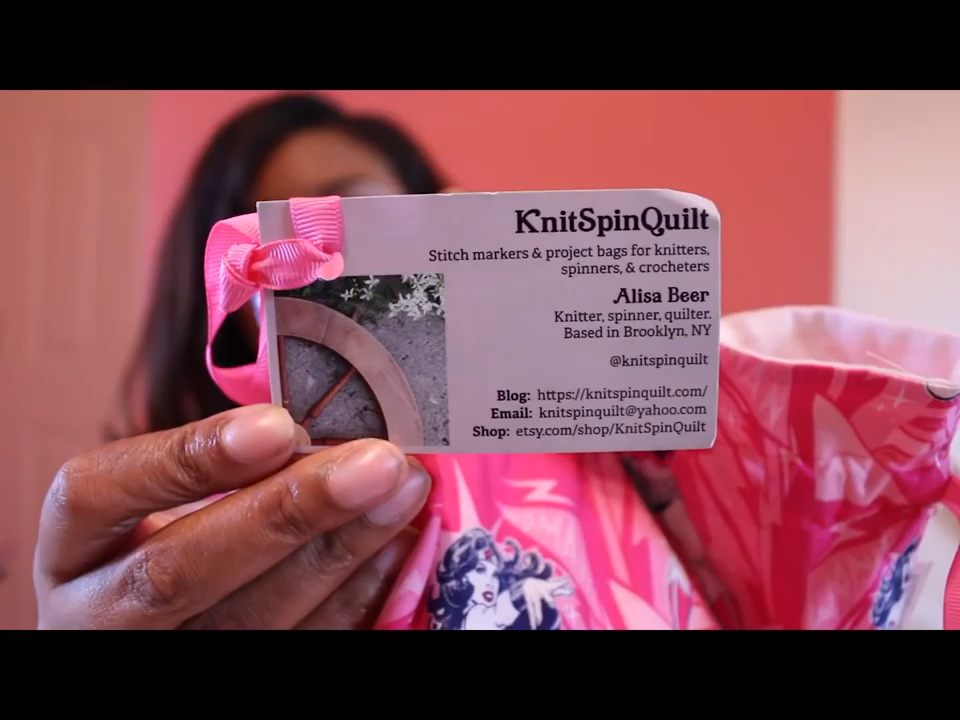 KnitSpinQuilt
Stitch markers & project bags for knitters,
spinners, & crocheters
Alisa Beer
Knitter, spinner, quilter.
Based in Brooklyn, NY
@knitspinquilt
Blog: https://knitspinquilt.com/
Email: knitspinquilt@yahoo.com
Shop: etsy.com/shop/KnitSpinQuilt